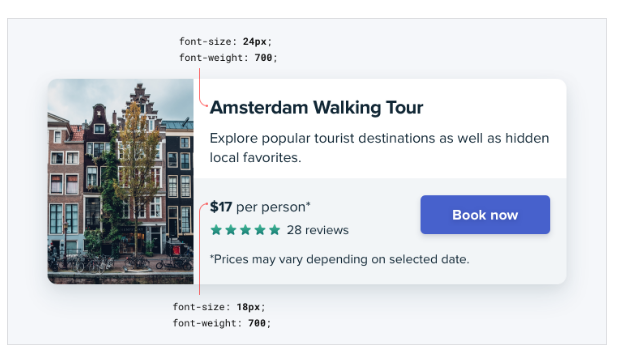 font-size: 24px;
font-weight: 700;
Amsterdam Walking Tour
Explore popular tourist destinations as well as hidden
local favorites.
$17 per person*
Book now
28 reviews
*Prices may vary depending on selected date.
font-size: 18px;
font-weight: 700;